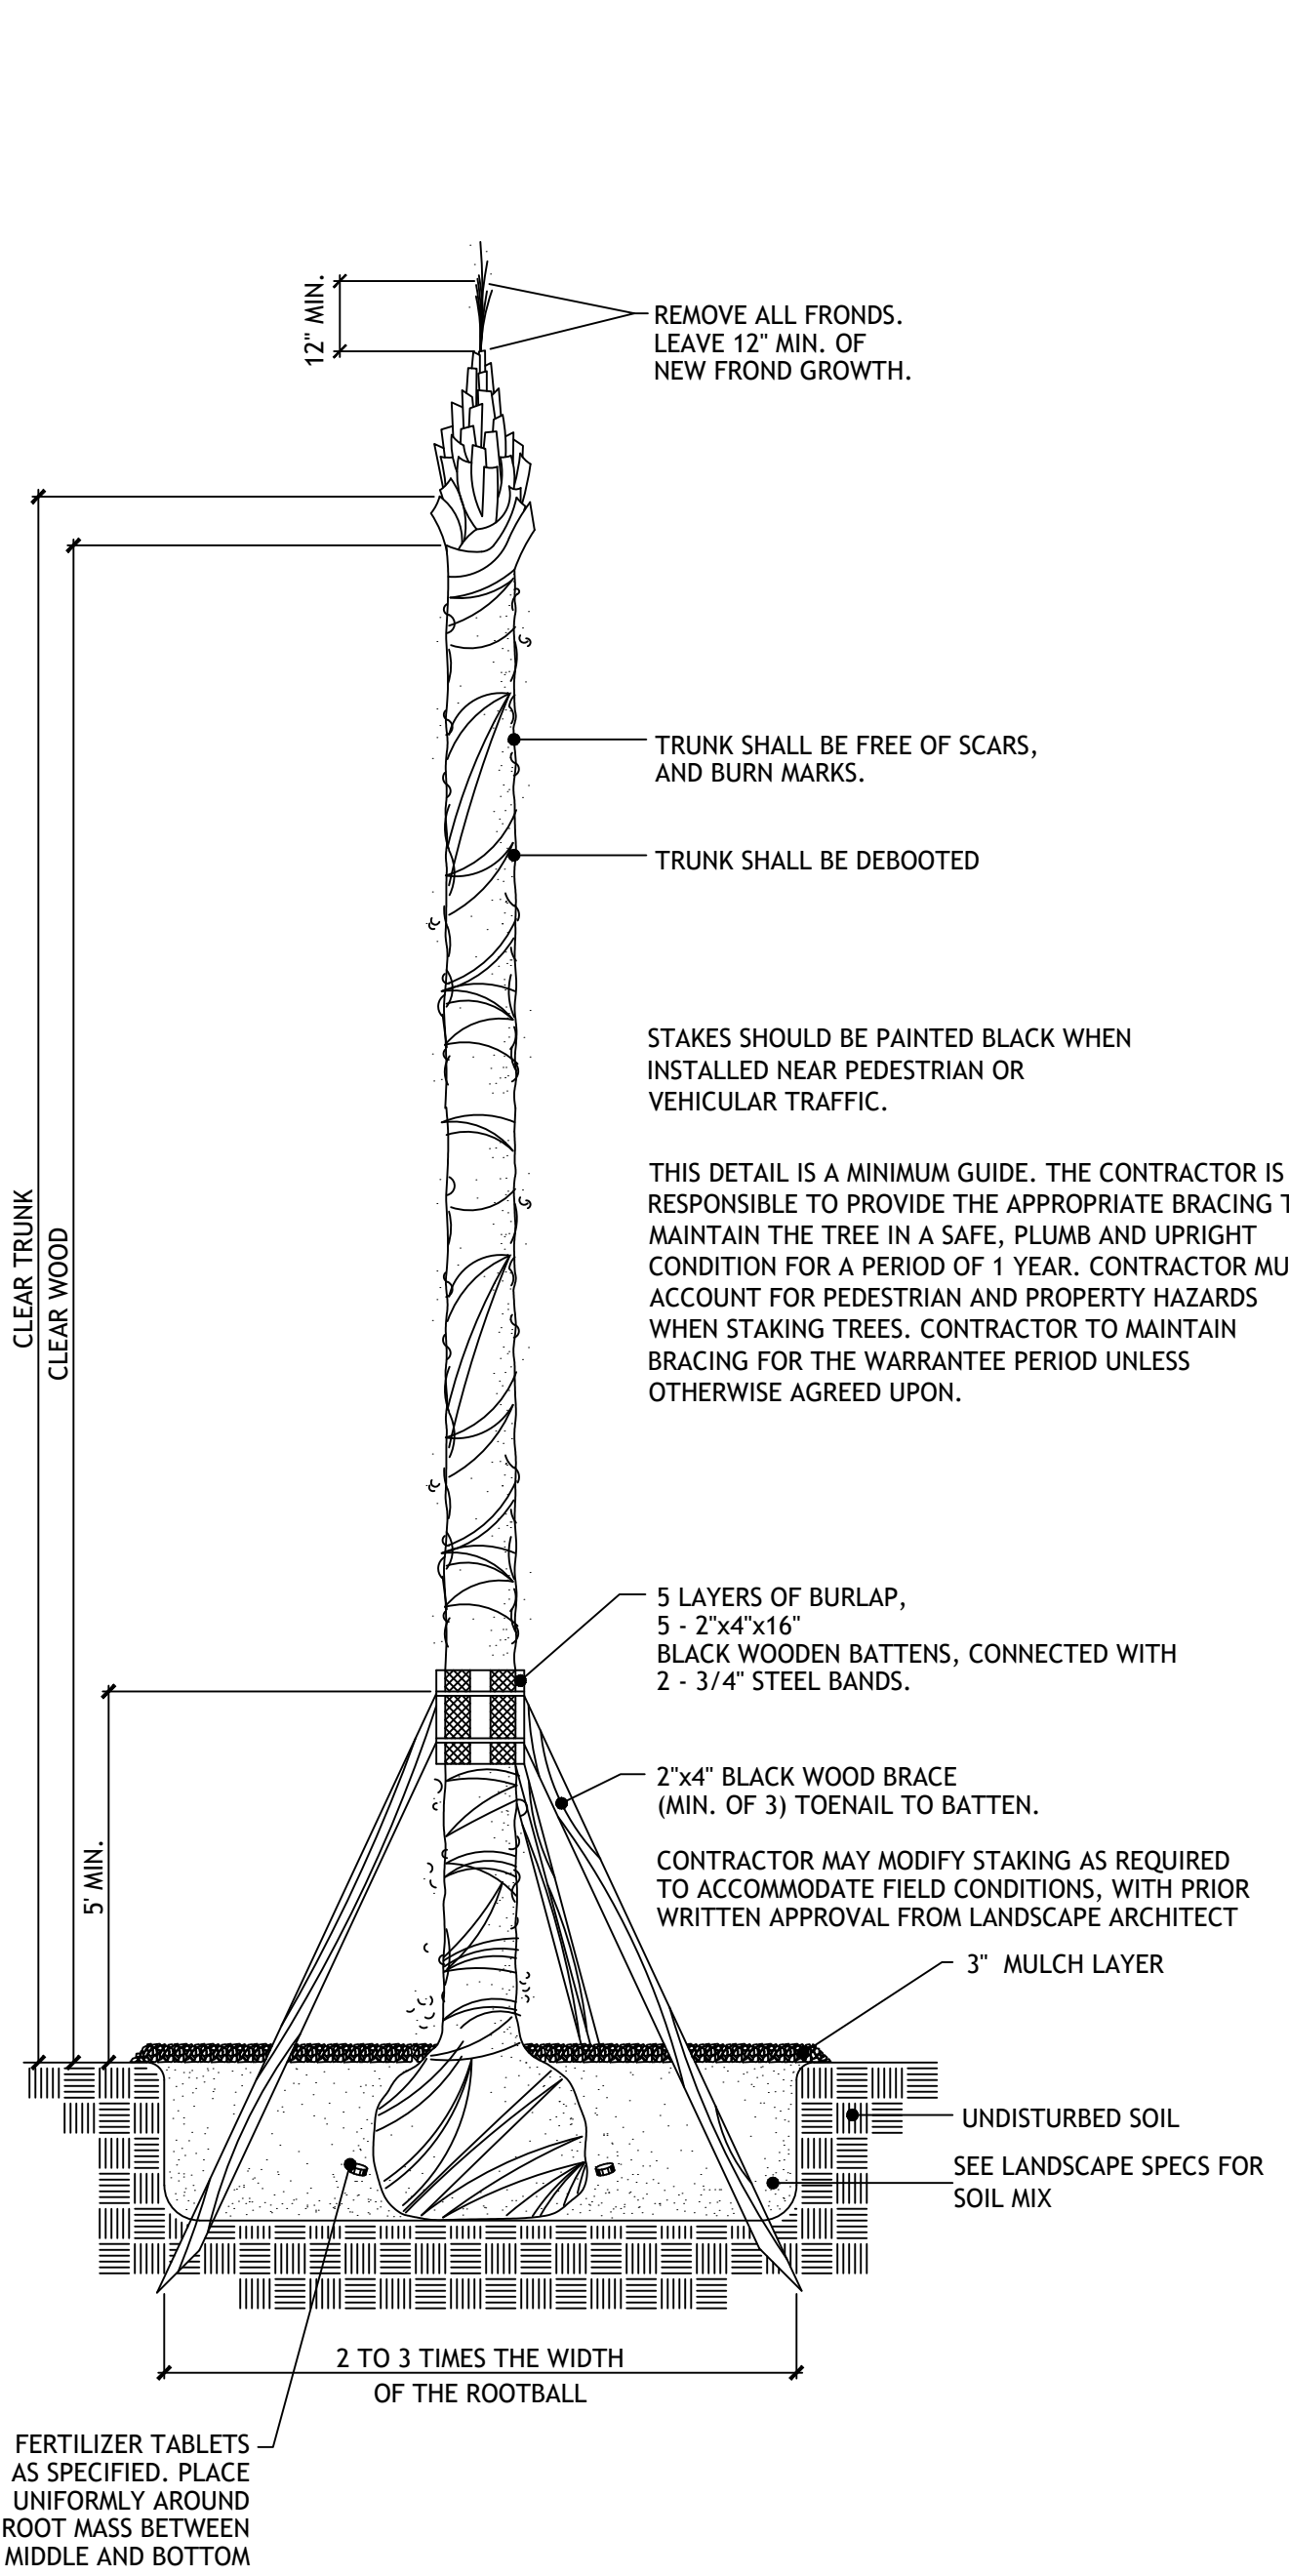 12" MIN.
REMOVE ALL FRONDS.
LEAVE 12" MIN. OF
NEW FROND GROWTH.
TRUNK SHALL BE FREE OF SCARS,
AND BURN MARKS.
TRUNK SHALL BE DEBOOTED
STAKES SHOULD BE PAINTED BLACK WHEN
INSTALLED NEAR PEDESTRIAN OR
VEHICULAR TRAFFIC.
THIS DETAIL IS A MINIMUM GUIDE. THE CONTRACTOR IS
RESPONSIBLE TO PROVIDE THE APPROPRIATE BRACING
MAINTAIN THE TREE IN A SAFE, PLUMB AND UPRIGHT
CONDITION FOR A PERIOD OF 1 YEAR. CONTRACTOR
ACCOUNT FOR PEDESTRIAN AND PROPERTY HAZARDS
WHEN STAKING TREES. CONTRACTOR TO MAINTAIN
BRACING FOR THE WARRANTEE PERIOD UNLESS
OTHERWISE AGREED UPON.
CLEAR TRUNK
CLEAR WOOD
5 LAYERS OF BURLAP,
5 - 2"x4"x16"
BLACK WOODEN BATTENS, CONNECTED WITH
2 - 3/4" STEEL BANDS.
2"x4" BLACK WOOD BRACE
(MIN. OF 3) TOENAIL TO BATTEN.
5' MIN.
CONTRACTOR MAY MODIFY STAKING AS REQUIRED
TO ACCOMMODATE FIELD CONDITIONS, WITH PRIOR
WRITTEN APPROVAL FROM LANDSCAPE ARCHITECT
3" MULCH LAYER
UNDISTURBED SOIL
SEE LANDSCAPE SPECS FOR
SOIL MIX
2 TO 3 TIMES THE WIDTH
OF THE ROOTBALL
FERTILIZER TABLETS
AS SPECIFIED. PLACE
UNIFORMLY AROUND
ROOT MASS BETWEEN
MIDDLE AND BOTTOM